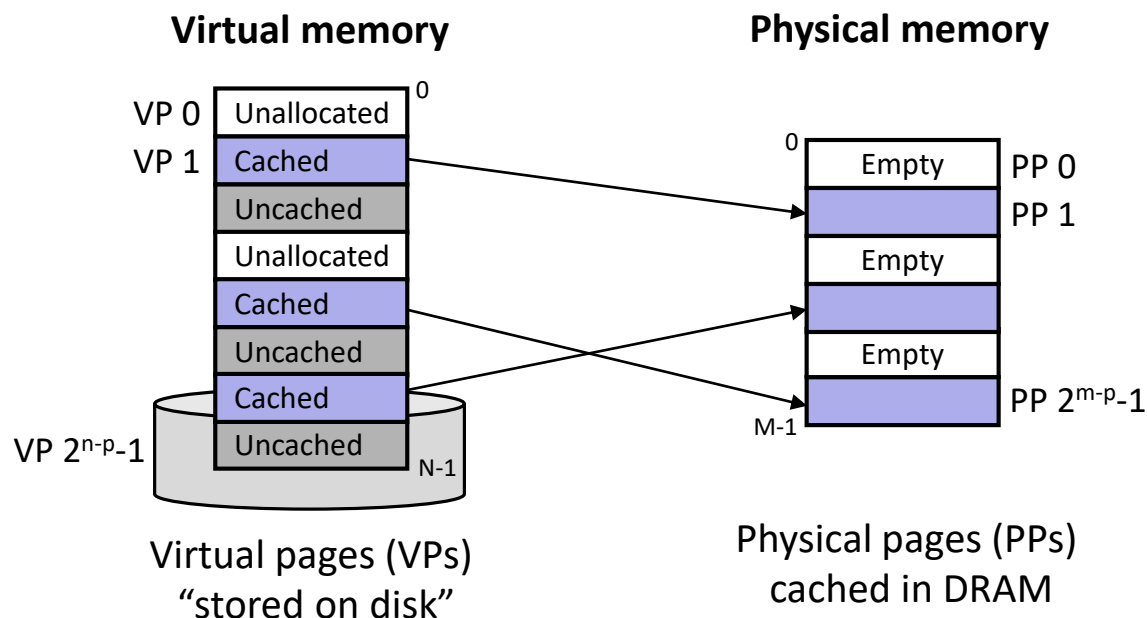 Virtual memory
0
VP 0
Unallocated
VP 1
Cached
Uncached
Unallocated
Cached
Uncached
Cached
VP 2ⁿ⁻ᵖ-1
Uncached
N-1
Virtual pages (VPs)
“stored on disk”
Physical memory
0
Empty
PP 0
PP 1
Empty
Empty
PP 2ᵐ⁻ᵖ-1
M-1
Physical pages (PPs)
cached in DRAM